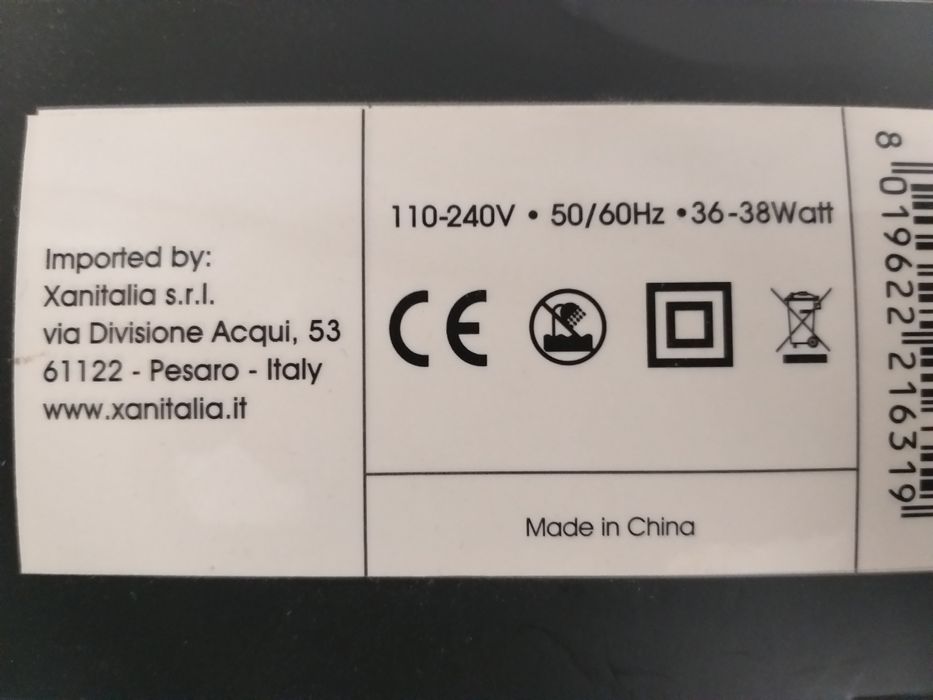 Imported by:
Xanitalia s.r.l.
via Divisione Acqui, 53
61122 - Pesaro - Italy
www.xanitalia.it
110-240V • 50/60Hz •36-38Watt
CE
Made in China
8 019622 216319